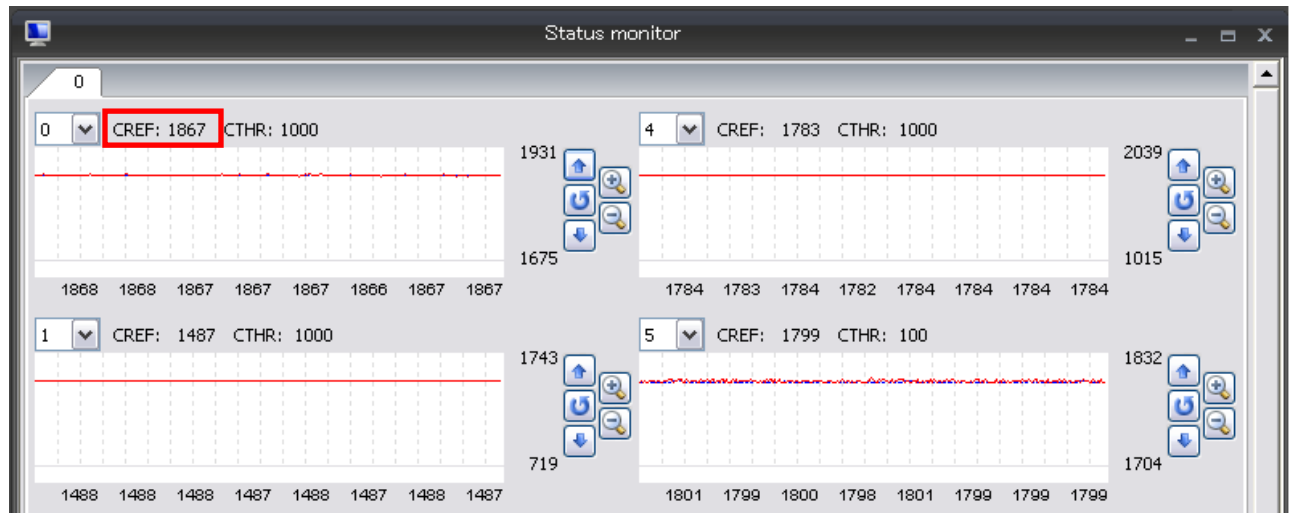 Status monitor
0
0 CREF: 1867 CTHR: 1000
1931
1675
1868 1868 1867 1867 1867 1866 1867 1867
4 CREF: 1783 CTHR: 1000
2039
1015
1784 1783 1784 1782 1784 1784 1784 1784
1 CREF: 1487 CTHR: 1000
1743
719
1488 1488 1488 1487 1488 1487 1488 1487
5 CREF: 1799 CTHR: 100
1832
1704
1801 1799 1800 1798 1801 1799 1799 1799